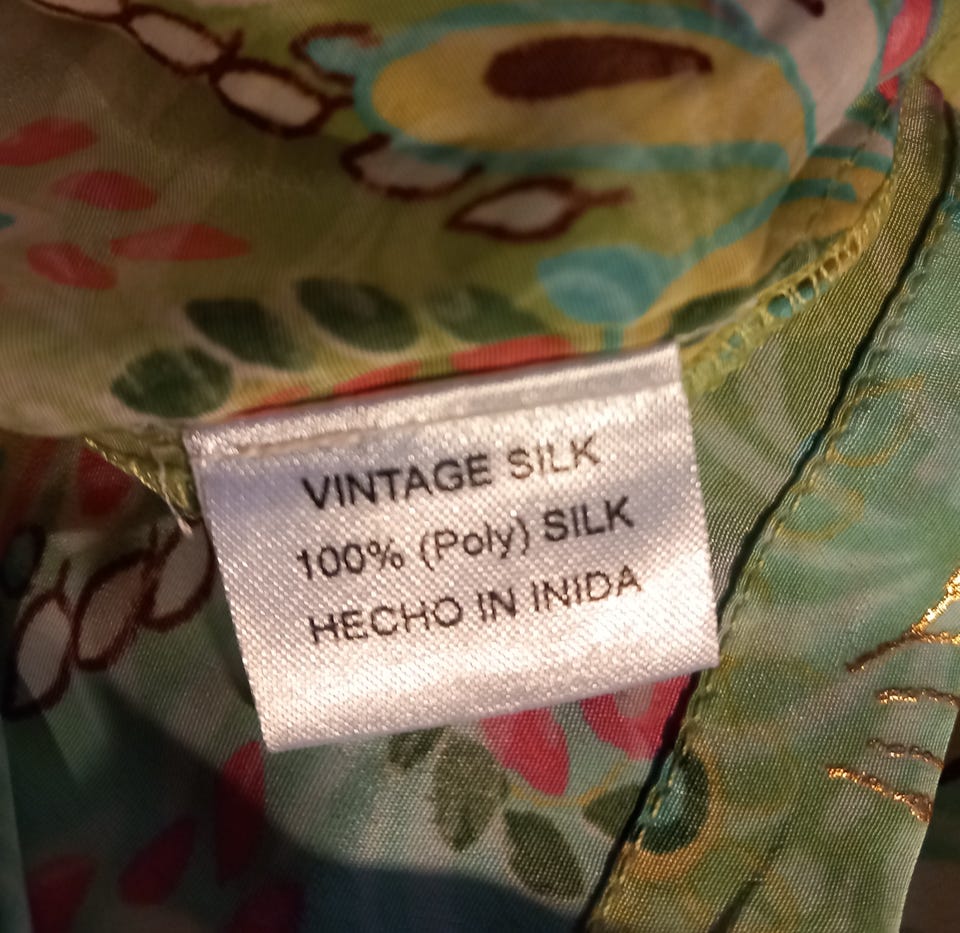 VINTAGE SILK
100% (Poly) SILK
HECHO IN INIDA